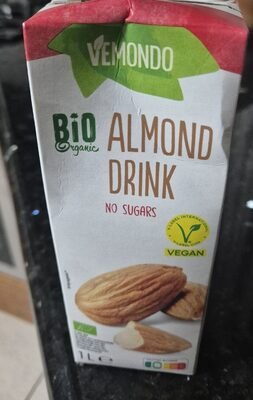 VEMONDO
BIO
Organic
ALMOND
DRINK
NO SUGARS
VEGAN
1L e